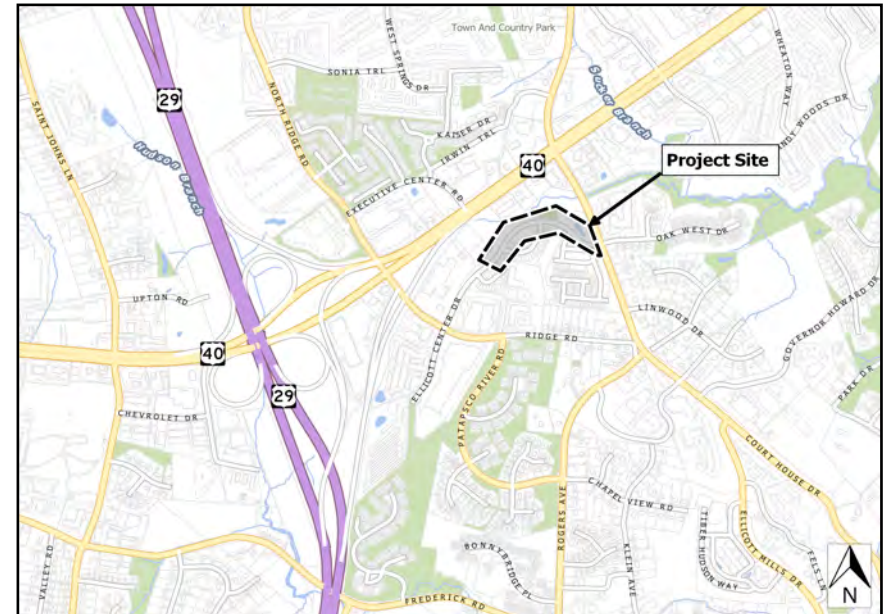 Town And Country Park
WEST SPRINGS DR
WHEATON WAY
SONIA TRL
29
NORTH RIDGE RD
Sucker Branch
SAINT JOHNS LN
KAISER DR
IRWIN TRL
Hudson Branch
40
Project Site
EXECUTIVE CENTER RD
OAK WEST DR
UPTON RD
LINWOOD DR
GOVERNOR HOWARD DR
ELLICOTT CENTER DR
RIDGE RD
40
29
PATAPSCO RIVER RD
PARK DR
CHEVROLET DR
COURT HOUSE DR
CHAPEL VIEW RD
ROGERS AVE
TIBER HUDSON WAY
ELLICOTT MILLS DR
FELS LN
VALLEY RD
BONNYBRIDGE PL
KLEIN AVE
FREDERICK RD
N